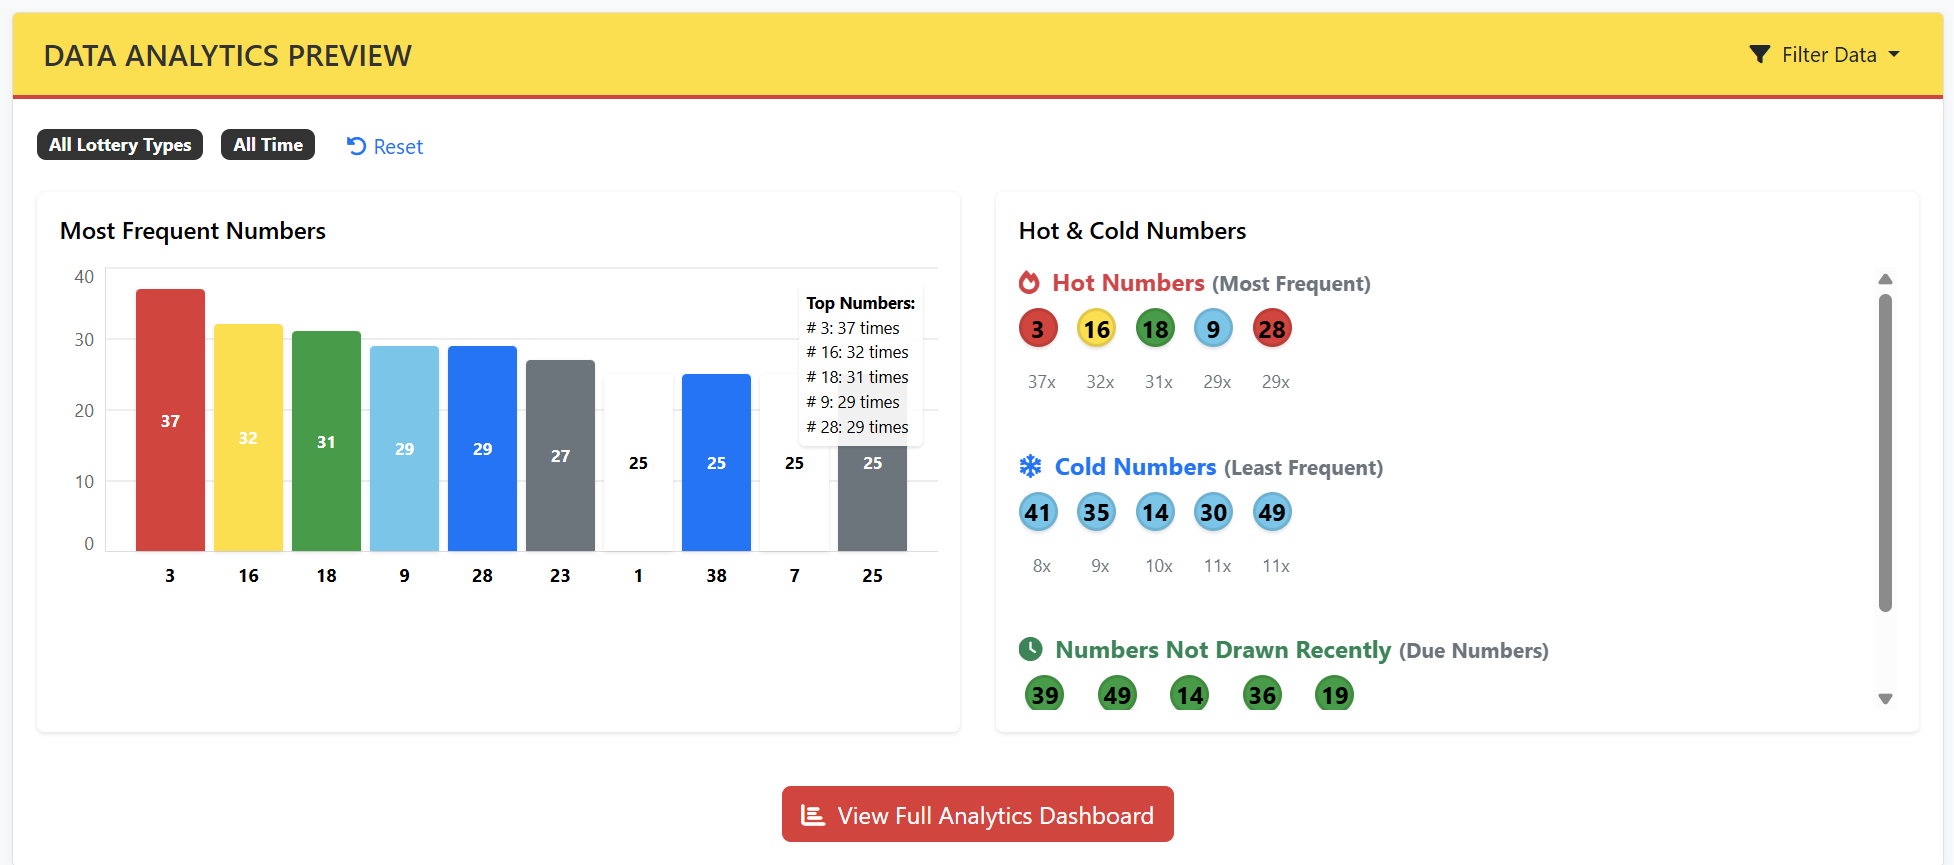 DATA ANALYTICS PREVIEW
Filter Data
All Lottery Types All Time Reset
Most Frequent Numbers
40
30
20
10
0
37 32 31 29 29 27 25 25 25 25
3 16 18 9 28 23 1 38 7 25
Top Numbers:
# 3: 37 times
# 16: 32 times
# 18: 31 times
# 9: 29 times
# 28: 29 times
Hot & Cold Numbers
Hot Numbers (Most Frequent)
3 16 18 9 28
37x 32x 31x 29x 29x
Cold Numbers (Least Frequent)
41 35 14 30 49
8x 9x 10x 11x 11x
Numbers Not Drawn Recently (Due Numbers)
39 49 14 36 19
View Full Analytics Dashboard